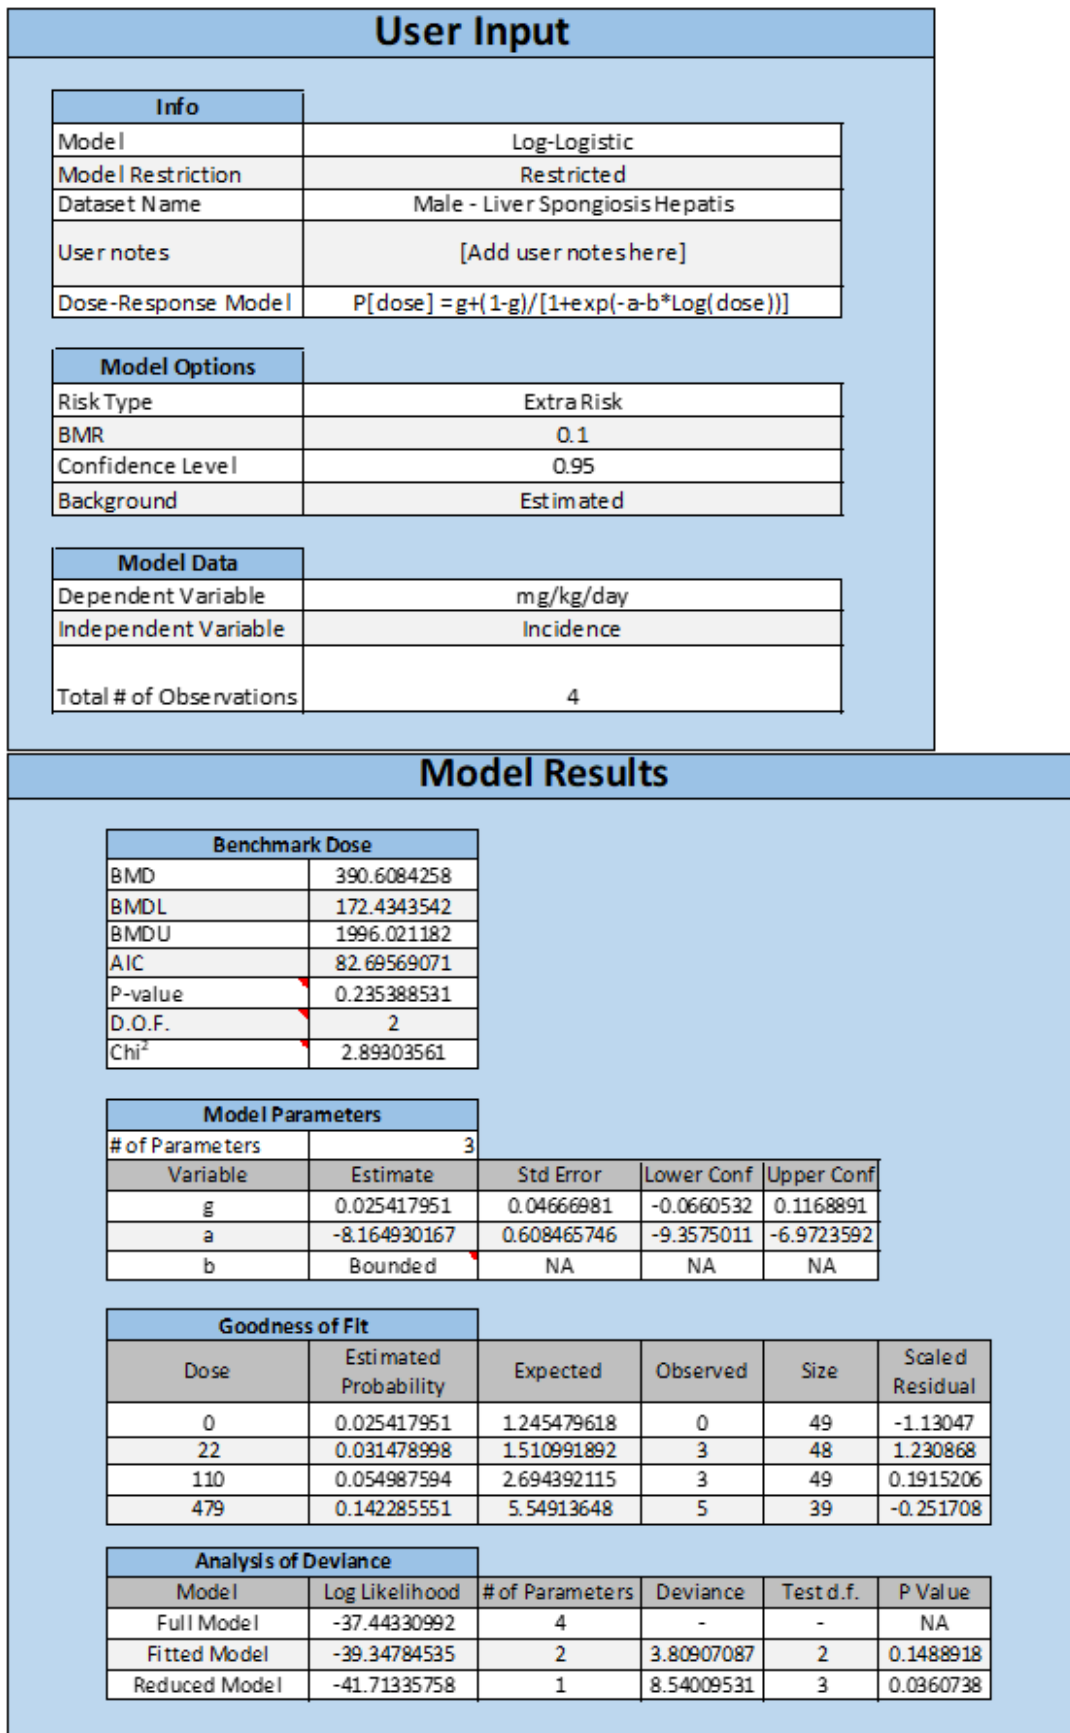 User Input
Info
Model Log-Logistic
Model Restriction Restricted
Dataset Name Male - Liver Spongiosis Hepatis
User notes [Add user notes here]
Dose-Response Model P[dose] = g+(1-g)/[1+exp(-a-b*Log(dose))]
Model Options
Risk Type Extra Risk
BMR 0.1
Confidence Level 0.95
Background Estimated
Model Data
Dependent Variable mg/kg/day
Independent Variable Incidence
Total # of Observations 4
Model Results
Benchmark Dose
BMD 390.6084258
BMDL 172.4343542
BMDU 1996.021182
AIC 82.69569071
P-value 0.235388531
D.O.F. 2
Chi² 2.89303561
Model Parameters
# of Parameters 3
Variable Estimate Std Error Lower Conf Upper Conf
g 0.025417951 0.04666981 -0.0660532 0.1168891
a -8.164930167 0.608465746 -9.3575011 -6.9723592
b Bounded NA NA NA
Goodness of Fit
Dose Estimated Probability Expected Observed Size Scaled Residual
0 0.025417951 1.245479618 0 49 -1.13047
22 0.031478998 1.510991892 3 48 1.230868
110 0.054987594 2.694392115 3 49 0.1915206
479 0.142285551 5.54913648 5 39 -0.251708
Analysis of Deviance
Model Log Likelihood # of Parameters Deviance Test d.f. P Value
Full Model -37.44330992 4 - - NA
Fitted Model -39.34784535 2 3.80907087 2 0.1488918
Reduced Model -41.71335758 1 8.54009531 3 0.0360738